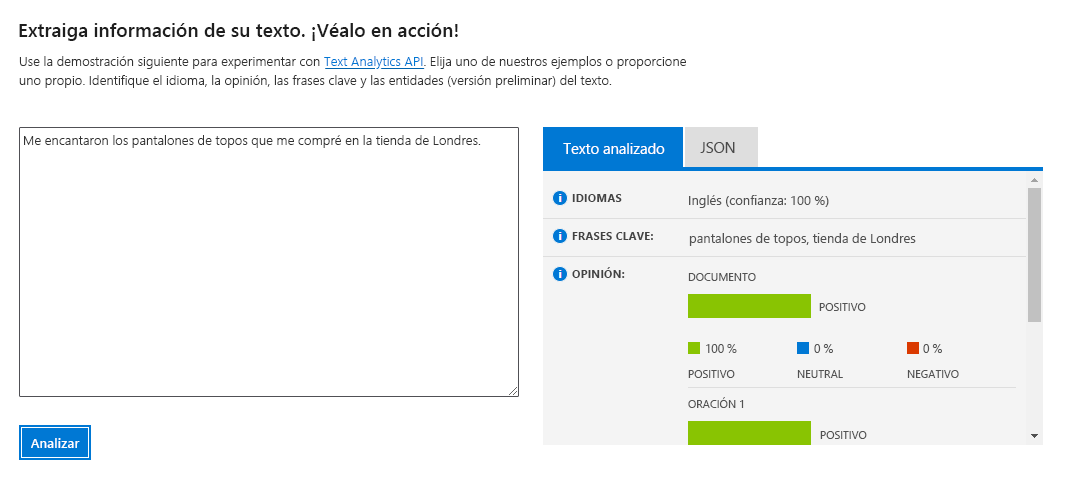 Extraiga información de su texto. ¡Véalo en acción!
Use la demostración siguiente para experimentar con Text Analytics API. Elija uno de nuestros ejemplos o proporcione
uno propio. Identifique el idioma, la opinión, las frases clave y las entidades (versión preliminar) del texto.
Me encantaron los pantalones de topos que me compré en la tienda de Londres.
Analizar
Texto analizado JSON
IDIOMAS Inglés (confianza: 100 %)
FRASES CLAVE: pantalones de topos, tienda de Londres
OPINIÓN: DOCUMENTO
POSITIVO
100 % 0 % 0 %
POSITIVO NEUTRAL NEGATIVO
ORACIÓN 1
POSITIVO